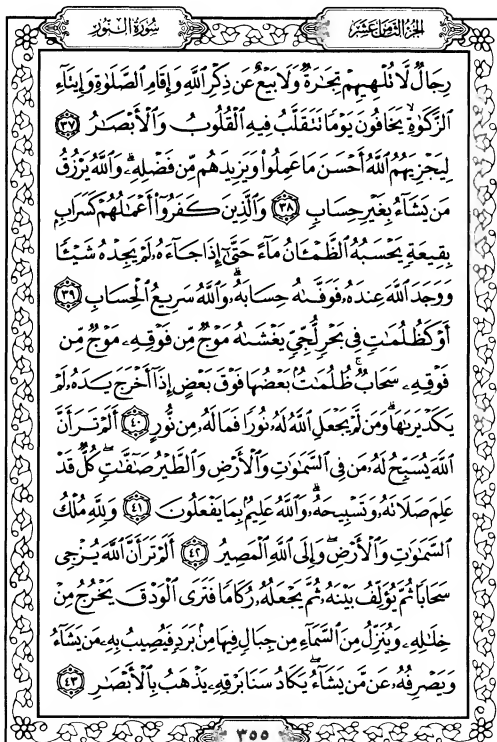 الجزء الثامن عشر
سورة النور
رِجَالٌ لَّا تُلْهِيهِمْ تِجَٰرَةٌ وَلَا بَيْعٌ عَن ذِكْرِ ٱللَّهِ وَإِقَامِ ٱلصَّلَوٰةِ وَإِيتَآءِ
ٱلزَّكَوٰةِ يَخَافُونَ يَوْمًا تَتَقَلَّبُ فِيهِ ٱلْقُلُوبُ وَٱلْأَبْصَٰرُ ٣٧
لِيَجْزِيَهُمُ ٱللَّهُ أَحْسَنَ مَا عَمِلُوا۟ وَيَزِيدَهُم مِّن فَضْلِهِۦ وَٱللَّهُ يَرْزُقُ
مَن يَشَآءُ بِغَيْرِ حِسَابٍ ٣٨ وَٱلَّذِينَ كَفَرُوٓا۟ أَعْمَٰلُهُمْ كَسَرَابٍۭ
بِقِيعَةٍ يَحْسَبُهُ ٱلظَّمْـَٔانُ مَآءً حَتَّىٰٓ إِذَا جَآءَهُۥ لَمْ يَجِدْهُ شَيْـًٔا
وَوَجَدَ ٱللَّهَ عِندَهُۥ فَوَفَّىٰهُ حِسَابَهُۥ وَٱللَّهُ سَرِيعُ ٱلْحِسَابِ ٣٩
أَوْ كَظُلُمَٰتٍ فِى بَحْرٍ لُّجِّىٍّ يَغْشَىٰهُ مَوْجٌ مِّن فَوْقِهِۦ مَوْجٌ مِّن
فَوْقِهِۦ سَحَابٌ ظُلُمَٰتٌۢ بَعْضُهَا فَوْقَ بَعْضٍ إِذَآ أَخْرَجَ يَدَهُۥ لَمْ
يَكَدْ يَرَىٰهَا وَمَن لَّمْ يَجْعَلِ ٱللَّهُ لَهُۥ نُورًا فَمَا لَهُۥ مِن نُّورٍ ٤٠ أَلَمْ تَرَ أَنَّ
ٱللَّهَ يُسَبِّحُ لَهُۥ مَن فِى ٱلسَّمَٰوَٰتِ وَٱلْأَرْضِ وَٱلطَّيْرُ صَٰٓفَّٰتٍ كُلٌّ قَدْ
عَلِمَ صَلَاتَهُۥ وَتَسْبِيحَهُۥ وَٱللَّهُ عَلِيمٌۢ بِمَا يَفْعَلُونَ ٤١ وَلِلَّهِ مُلْكُ
ٱلسَّمَٰوَٰتِ وَٱلْأَرْضِ وَإِلَى ٱللَّهِ ٱلْمَصِيرُ ٤٢ أَلَمْ تَرَ أَنَّ ٱللَّهَ يُزْجِى
سَحَابًا ثُمَّ يُؤَلِّفُ بَيْنَهُۥ ثُمَّ يَجْعَلُهُۥ رُكَامًا فَتَرَى ٱلْوَدْقَ يَخْرُجُ مِنْ
خِلَٰلِهِۦ وَيُنَزِّلُ مِنَ ٱلسَّمَآءِ مِن جِبَالٍ فِيهَا مِنۢ بَرَدٍ فَيُصِيبُ بِهِۦ مَن يَشَآءُ
وَيَصْرِفُهُۥ عَن مَّن يَشَآءُ يَكَادُ سَنَا بَرْقِهِۦ يَذْهَبُ بِٱلْأَبْصَٰرِ ٤٣
٣٥٥